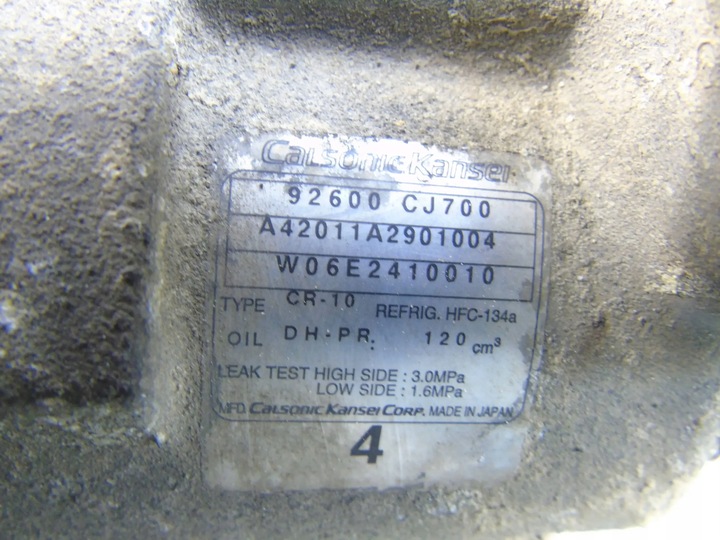 CalsonicKansei
92600 CJ700
A42011A2901004
W06E2410010
TYPE CR-10 REFRIG. HFC-134a
OIL DH-PR: 120 cm³
LEAK TEST HIGH SIDE : 3.0MPa
LOW SIDE : 1.6MPa
MFD. CALSONIC KANSEI CORP. MADE IN JAPAN
4